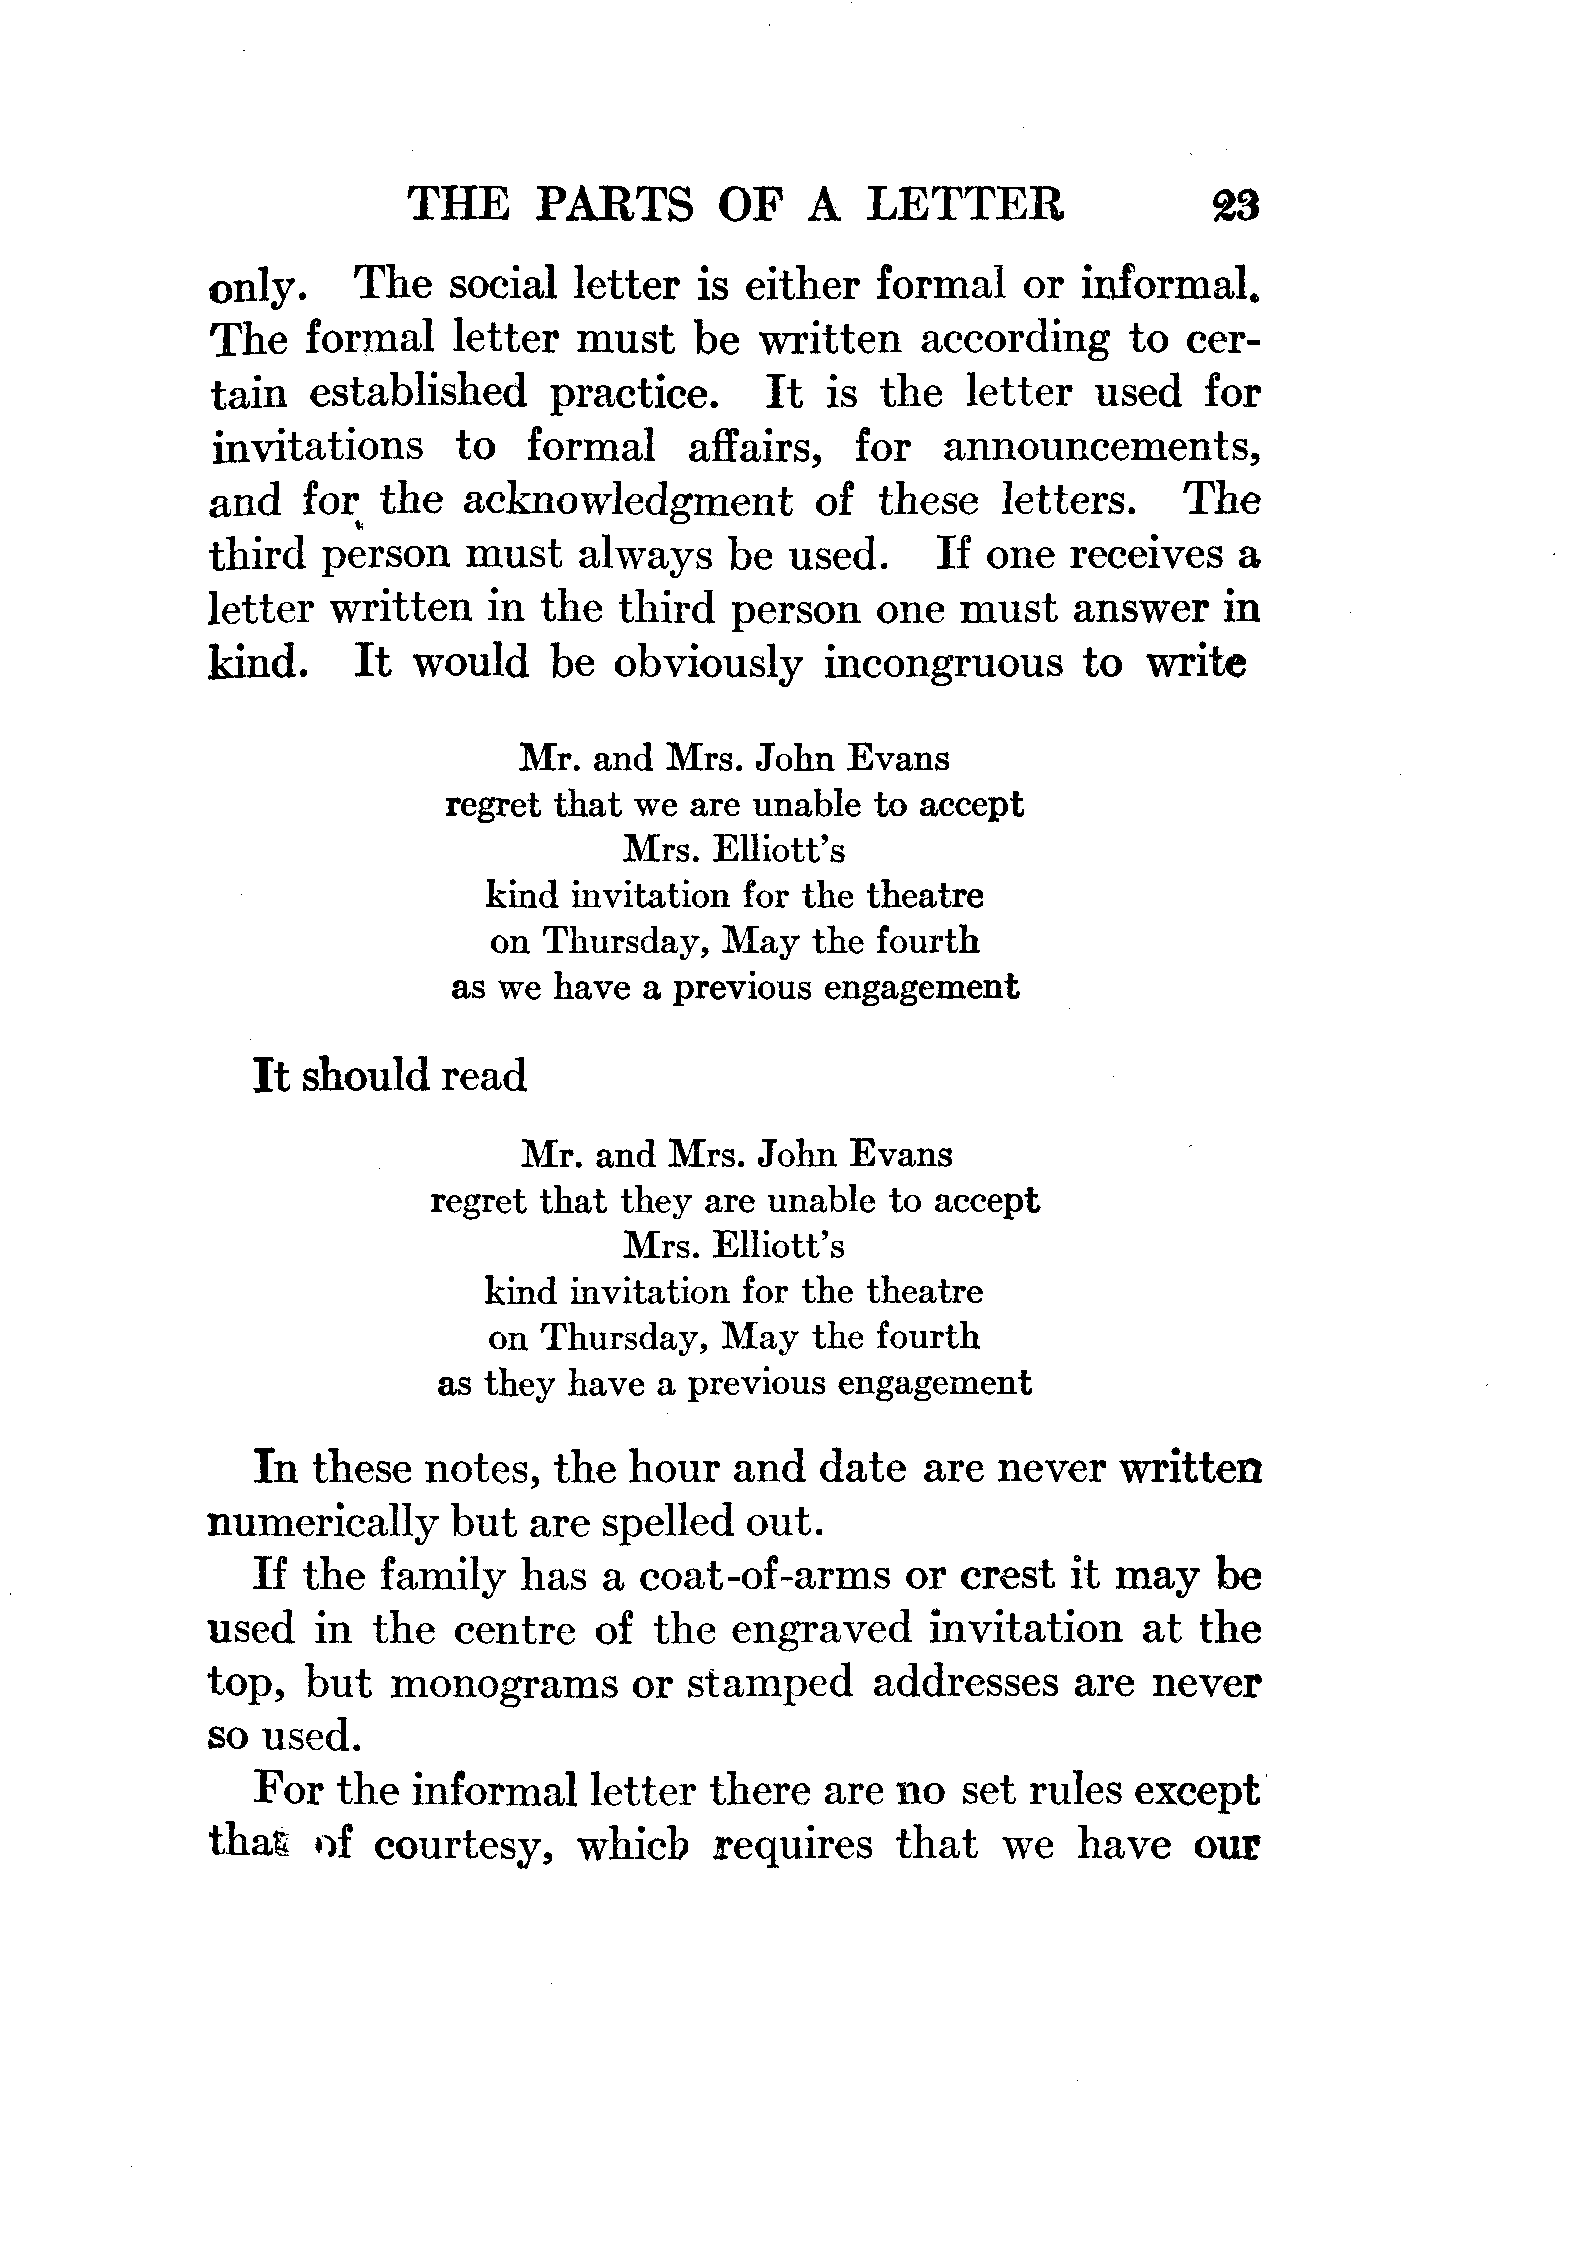 THE PARTS OF A LETTER 23
only. The social letter is either formal or informal.
The formal letter must be written according to cer-
tain established practice. It is the letter used for
invitations to formal affairs, for announcements,
and for the acknowledgment of these letters. The
third person must always be used. If one receives a
letter written in the third person one must answer in
kind. It would be obviously incongruous to write
Mr. and Mrs. John Evans
regret that we are unable to accept
Mrs. Elliott's
kind invitation for the theatre
on Thursday, May the fourth
as we have a previous engagement
It should read
Mr. and Mrs. John Evans
regret that they are unable to accept
Mrs. Elliott's
kind invitation for the theatre
on Thursday, May the fourth
as they have a previous engagement
In these notes, the hour and date are never written
numerically but are spelled out.
If the family has a coat-of-arms or crest it may be
used in the centre of the engraved invitation at the
top, but monograms or stamped addresses are never
so used.
For the informal letter there are no set rules except
that of courtesy, which requires that we have our